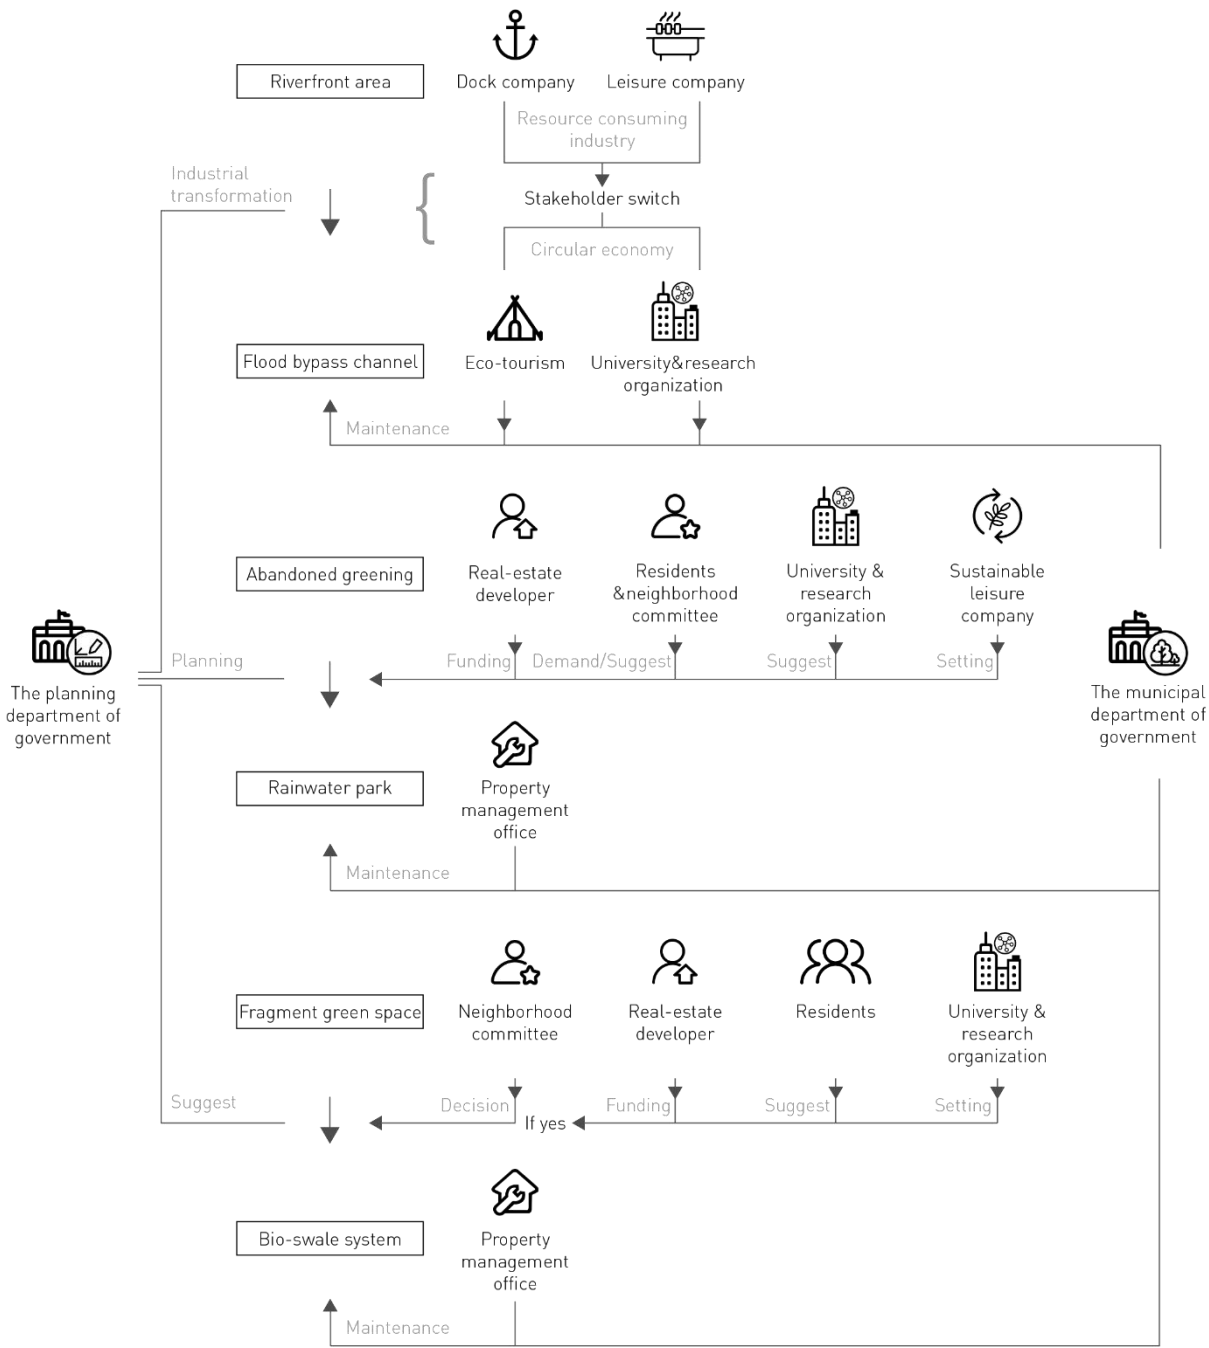 Dock company
Leisure company
Riverfront area
Resource consuming
industry
Industrial
transformation
Stakeholder switch
Circular economy
Flood bypass channel
Eco-tourism
University&research
organization
Maintenance
Abandoned greening
Real-estate
developer
Residents
&neighborhood
committee
University &
research
organization
Sustainable
leisure
company
Planning
Funding
Demand/Suggest
Suggest
Setting
The planning
department of
government
The municipal
department of
government
Rainwater park
Property
management
office
Maintenance
Fragment green space
Neighborhood
committee
Real-estate
developer
Residents
University &
research
organization
Suggest
Decision
If yes
Funding
Suggest
Setting
Bio-swale system
Property
management
office
Maintenance